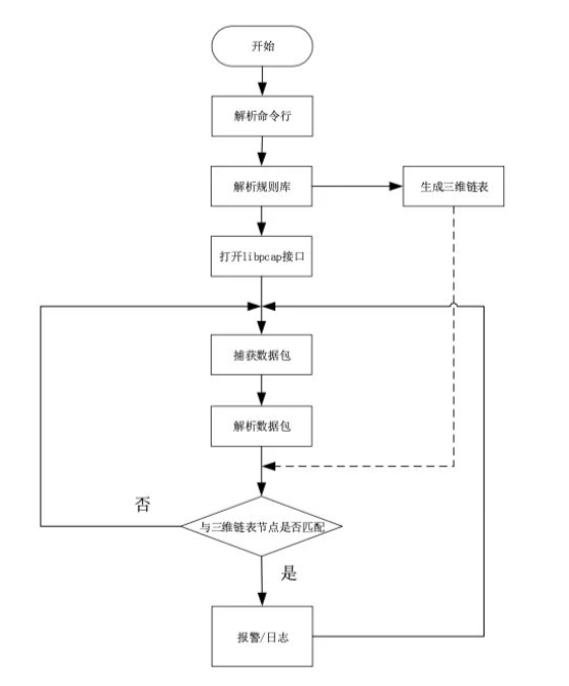 开始
解析命令行
解析规则库
生成三维链表
打开libpcap接口
捕获数据包
解析数据包
否
与三维链表节点是否匹配
是
报警/日志